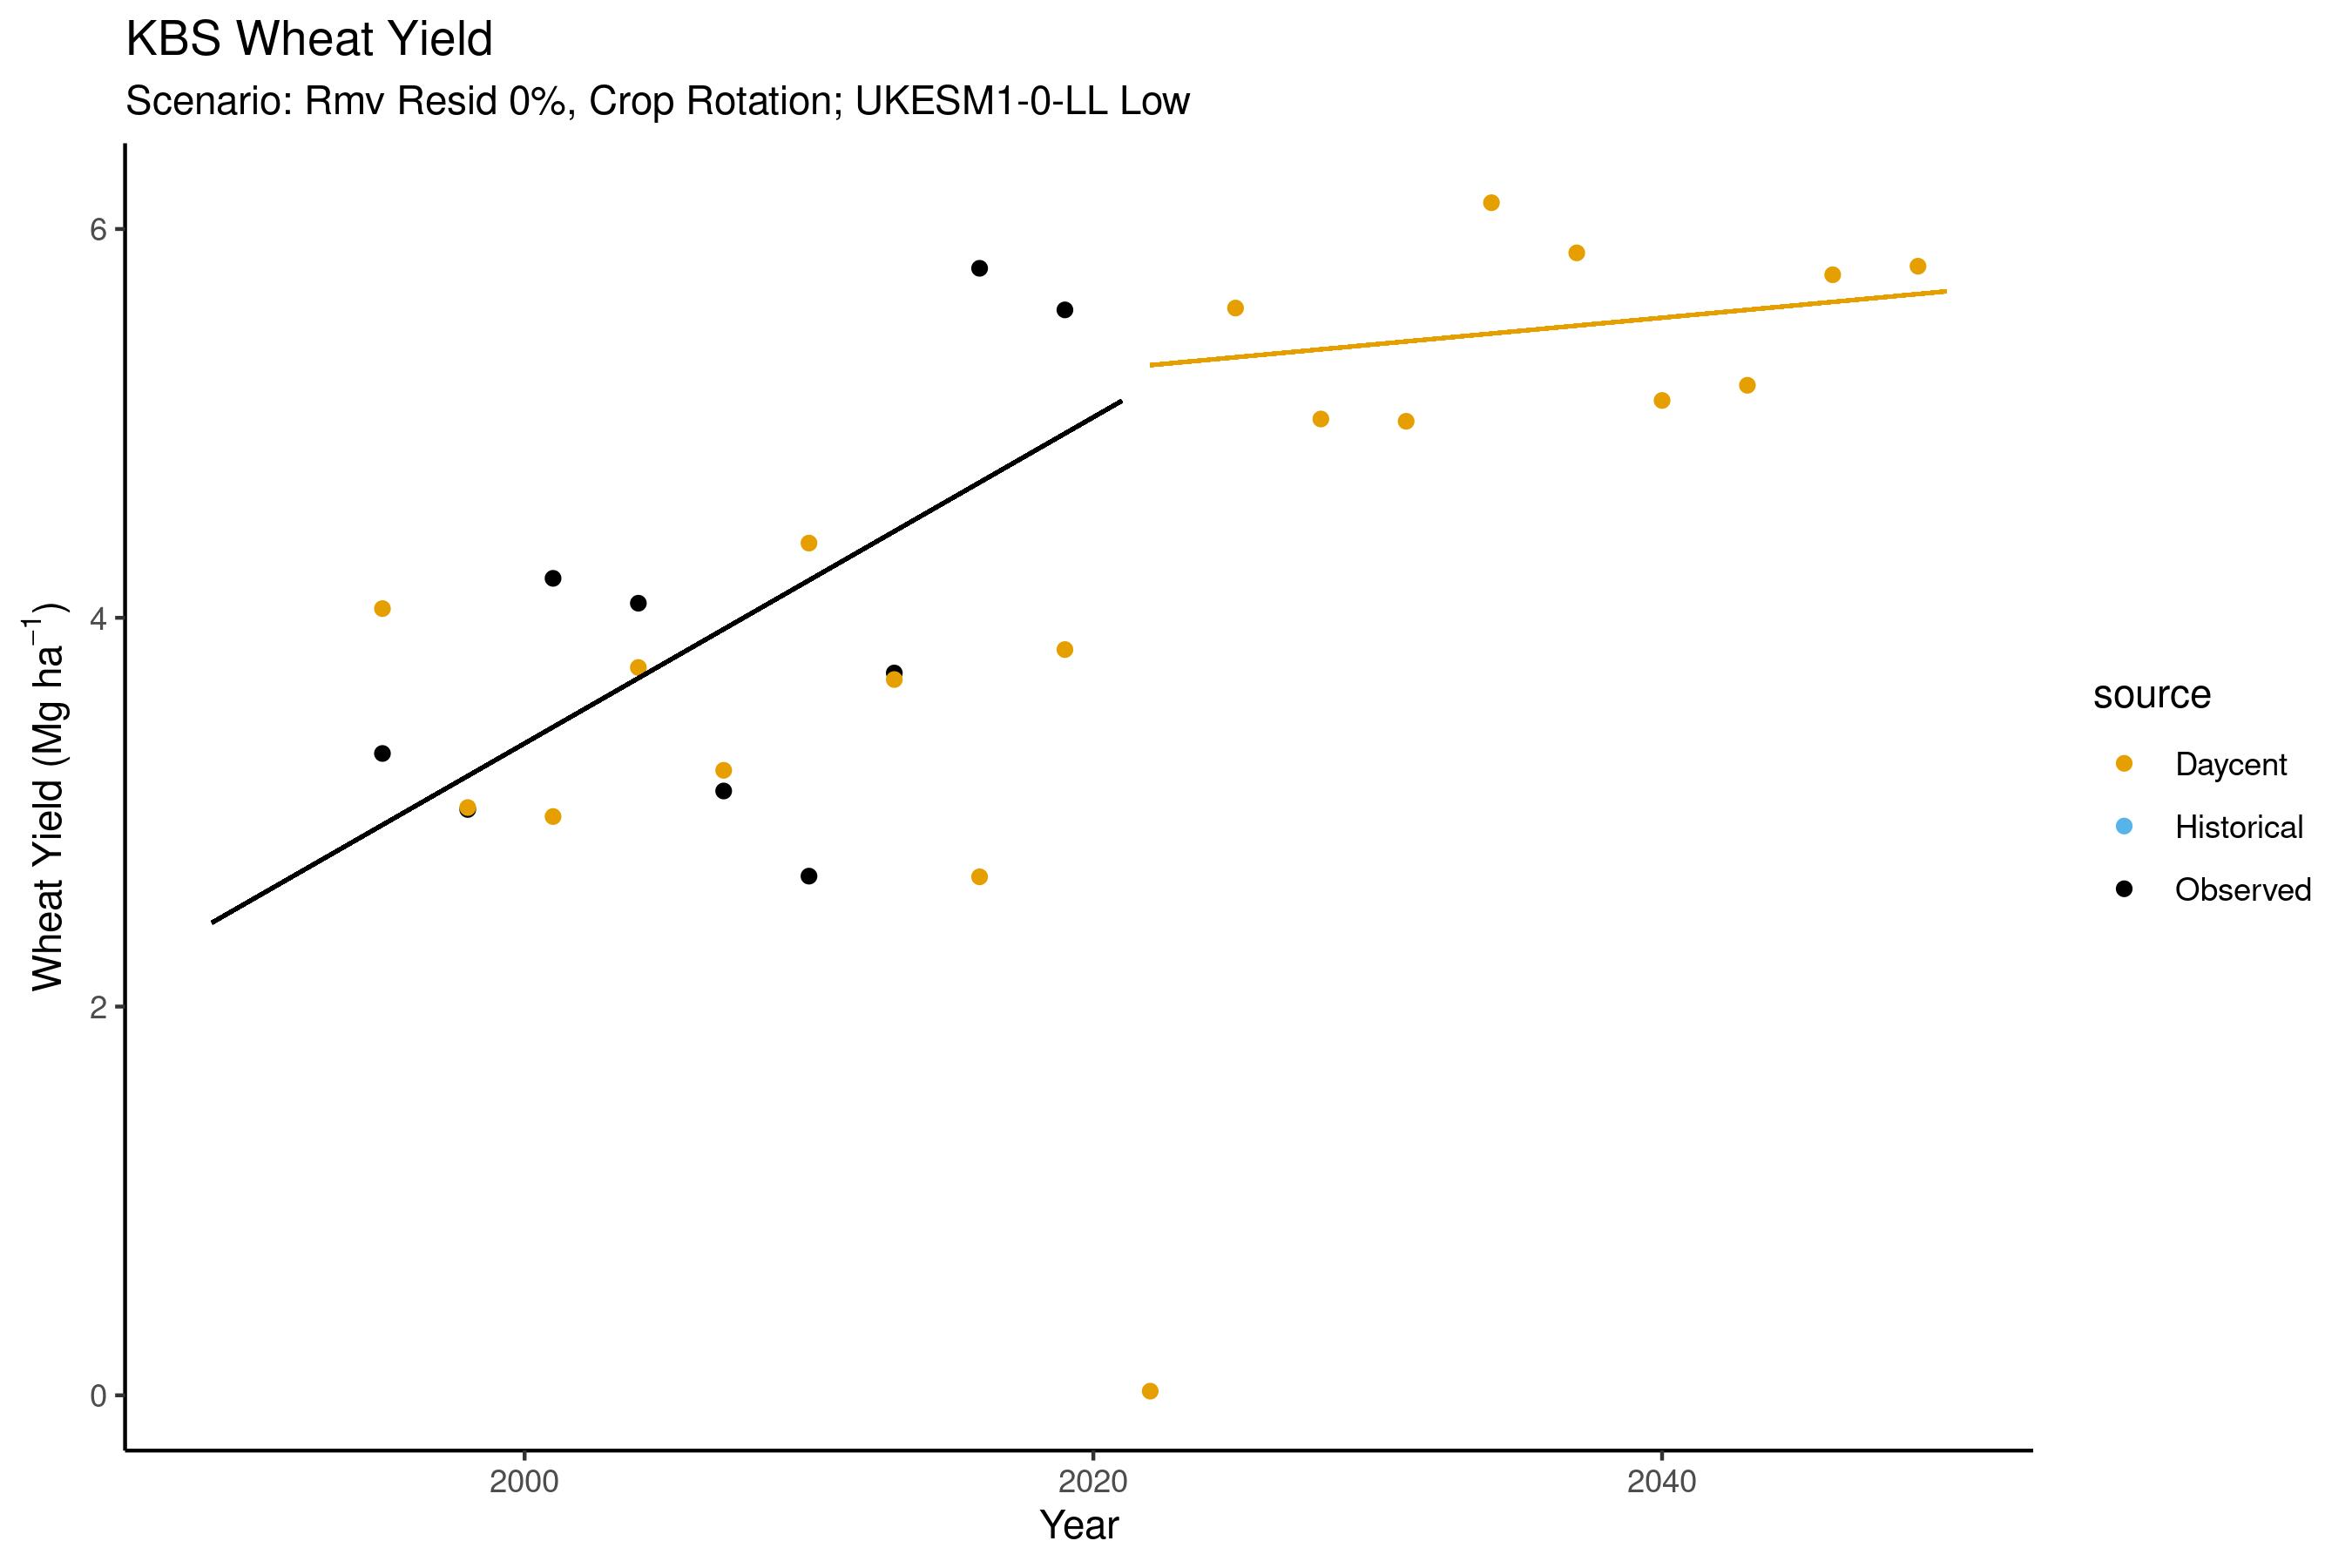 KBS Wheat Yield
Scenario: Rmv Resid 0%, Crop Rotation; UKESM1-0-LL Low
Wheat Yield (Mg ha⁻¹)
6
4
2
0
2000 2020 2040
Year
source
Daycent
Historical
Observed